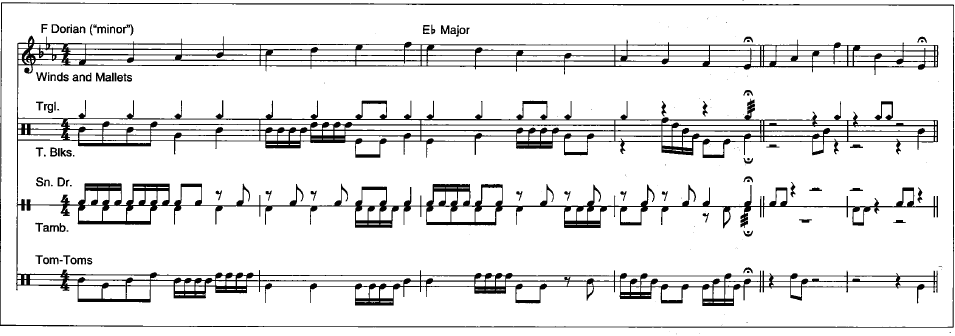 F Dorian ("minor")
E♭ Major
Winds and Mallets
Trgl.
T. Blks.
Sn. Dr.
Tamb.
Tom-Toms